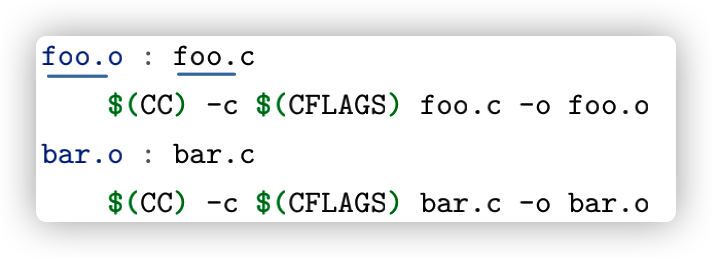 foo.o : foo.c
$(CC) -c $(CFLAGS) foo.c -o foo.o
bar.o : bar.c
$(CC) -c $(CFLAGS) bar.c -o bar.o